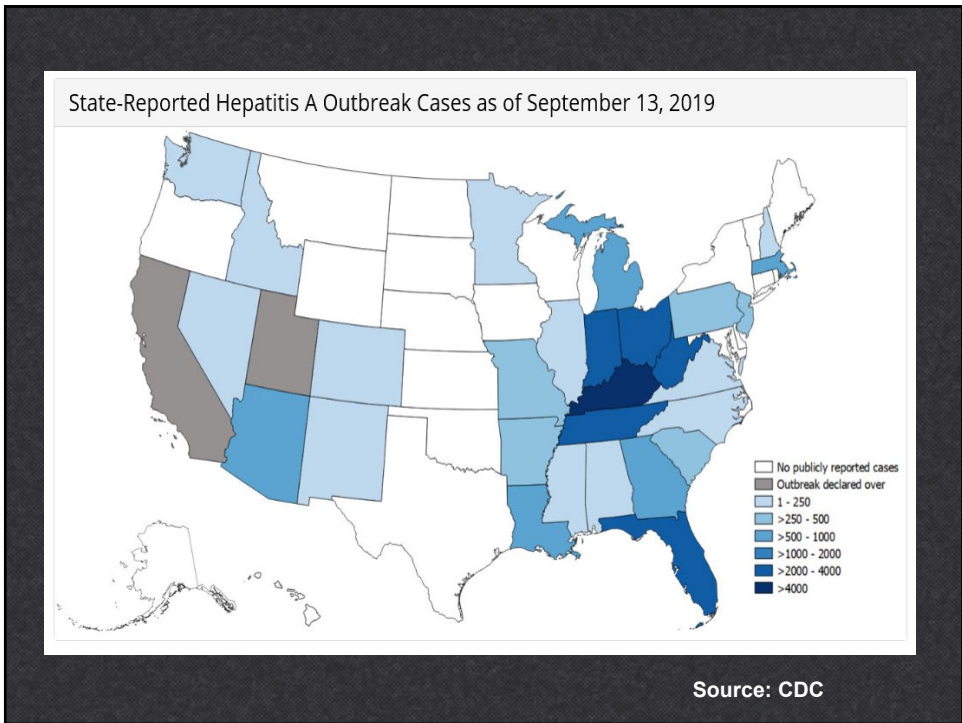 State-Reported Hepatitis A Outbreak Cases as of September 13, 2019
No publicly reported cases
Outbreak declared over
1 - 250
>250 - 500
>500 - 1000
>1000 - 2000
>2000 - 4000
>4000
Source: CDC